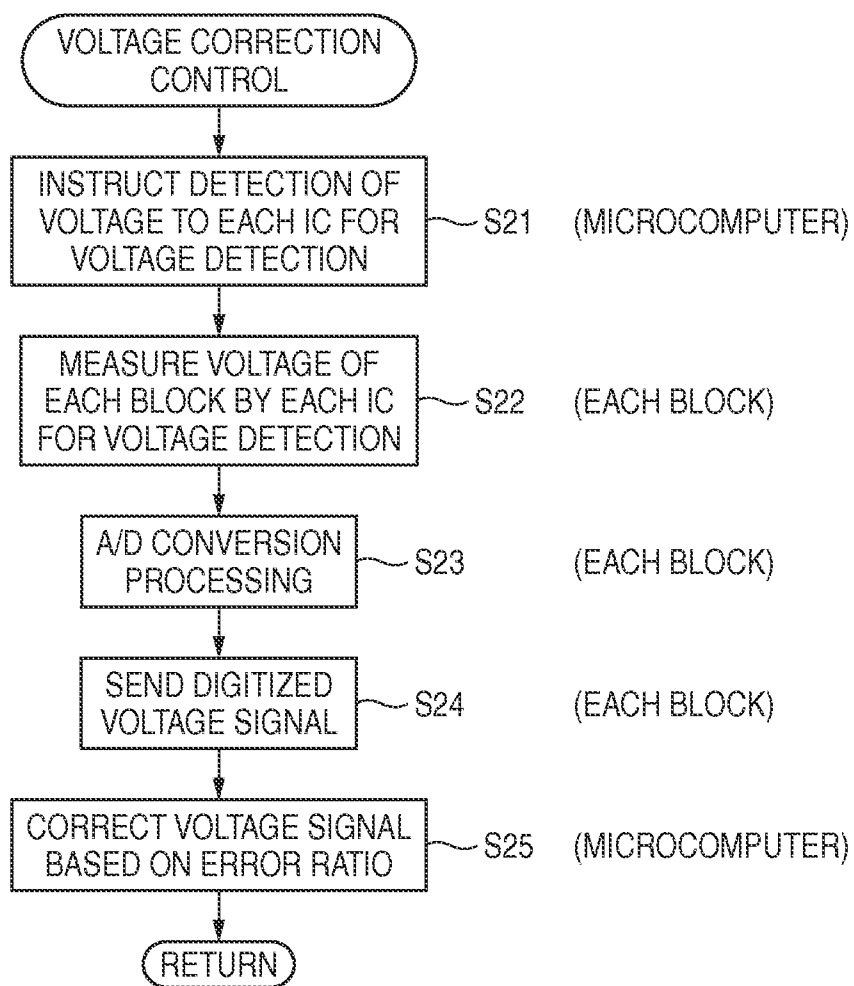 VOLTAGE CORRECTION
CONTROL
INSTRUCT DETECTION OF
VOLTAGE TO EACH IC FOR
VOLTAGE DETECTION
S21 (MICROCOMPUTER)
MEASURE VOLTAGE OF
EACH BLOCK BY EACH IC
FOR VOLTAGE DETECTION
S22 (EACH BLOCK)
A/D CONVERSION
PROCESSING
S23 (EACH BLOCK)
SEND DIGITIZED
VOLTAGE SIGNAL
S24 (EACH BLOCK)
CORRECT VOLTAGE SIGNAL
BASED ON ERROR RATIO
S25 (MICROCOMPUTER)
RETURN